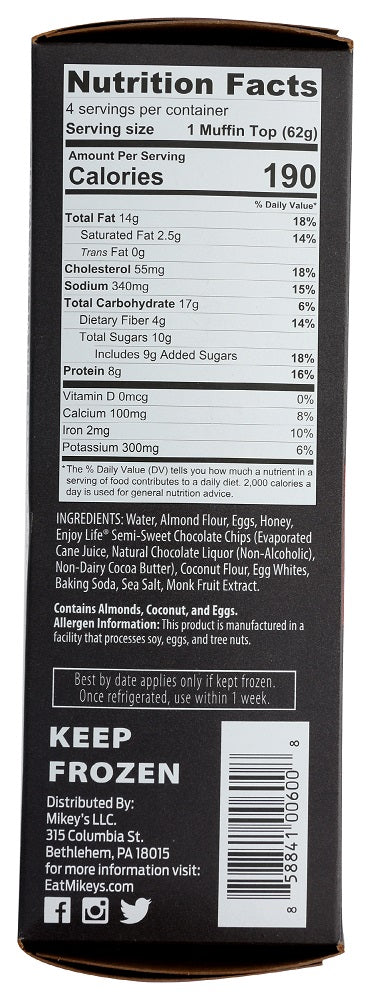 Nutrition Facts
4 servings per container
Serving size 1 Muffin Top (62g)
Amount Per Serving
Calories 190
% Daily Value*
Total Fat 14g 18%
Saturated Fat 2.5g 14%
Trans Fat 0g
Cholesterol 55mg 18%
Sodium 340mg 15%
Total Carbohydrate 17g 6%
Dietary Fiber 4g 14%
Total Sugars 10g
Includes 9g Added Sugars 18%
Protein 8g 16%
Vitamin D 0mcg 0%
Calcium 100mg 8%
Iron 2mg 10%
Potassium 300mg 6%
*The % Daily Value (DV) tells you how much a nutrient in a
serving of food contributes to a daily diet. 2,000 calories a
day is used for general nutrition advice.
INGREDIENTS: Water, Almond Flour, Eggs, Honey,
Enjoy Life® Semi-Sweet Chocolate Chips (Evaporated
Cane Juice, Natural Chocolate Liquor (Non-Alcoholic),
Non-Dairy Cocoa Butter), Coconut Flour, Egg Whites,
Baking Soda, Sea Salt, Monk Fruit Extract.
Contains Almonds, Coconut, and Eggs.
Allergen Information: This product is manufactured in a
facility that processes soy, eggs, and tree nuts.
Best by date applies only if kept frozen.
Once refrigerated, use within 1 week.
KEEP
FROZEN
Distributed By:
Mikey's LLC.
315 Columbia St.
Bethlehem, PA 18015
for more information visit:
EatMikeys.com
8 58841 00600 8